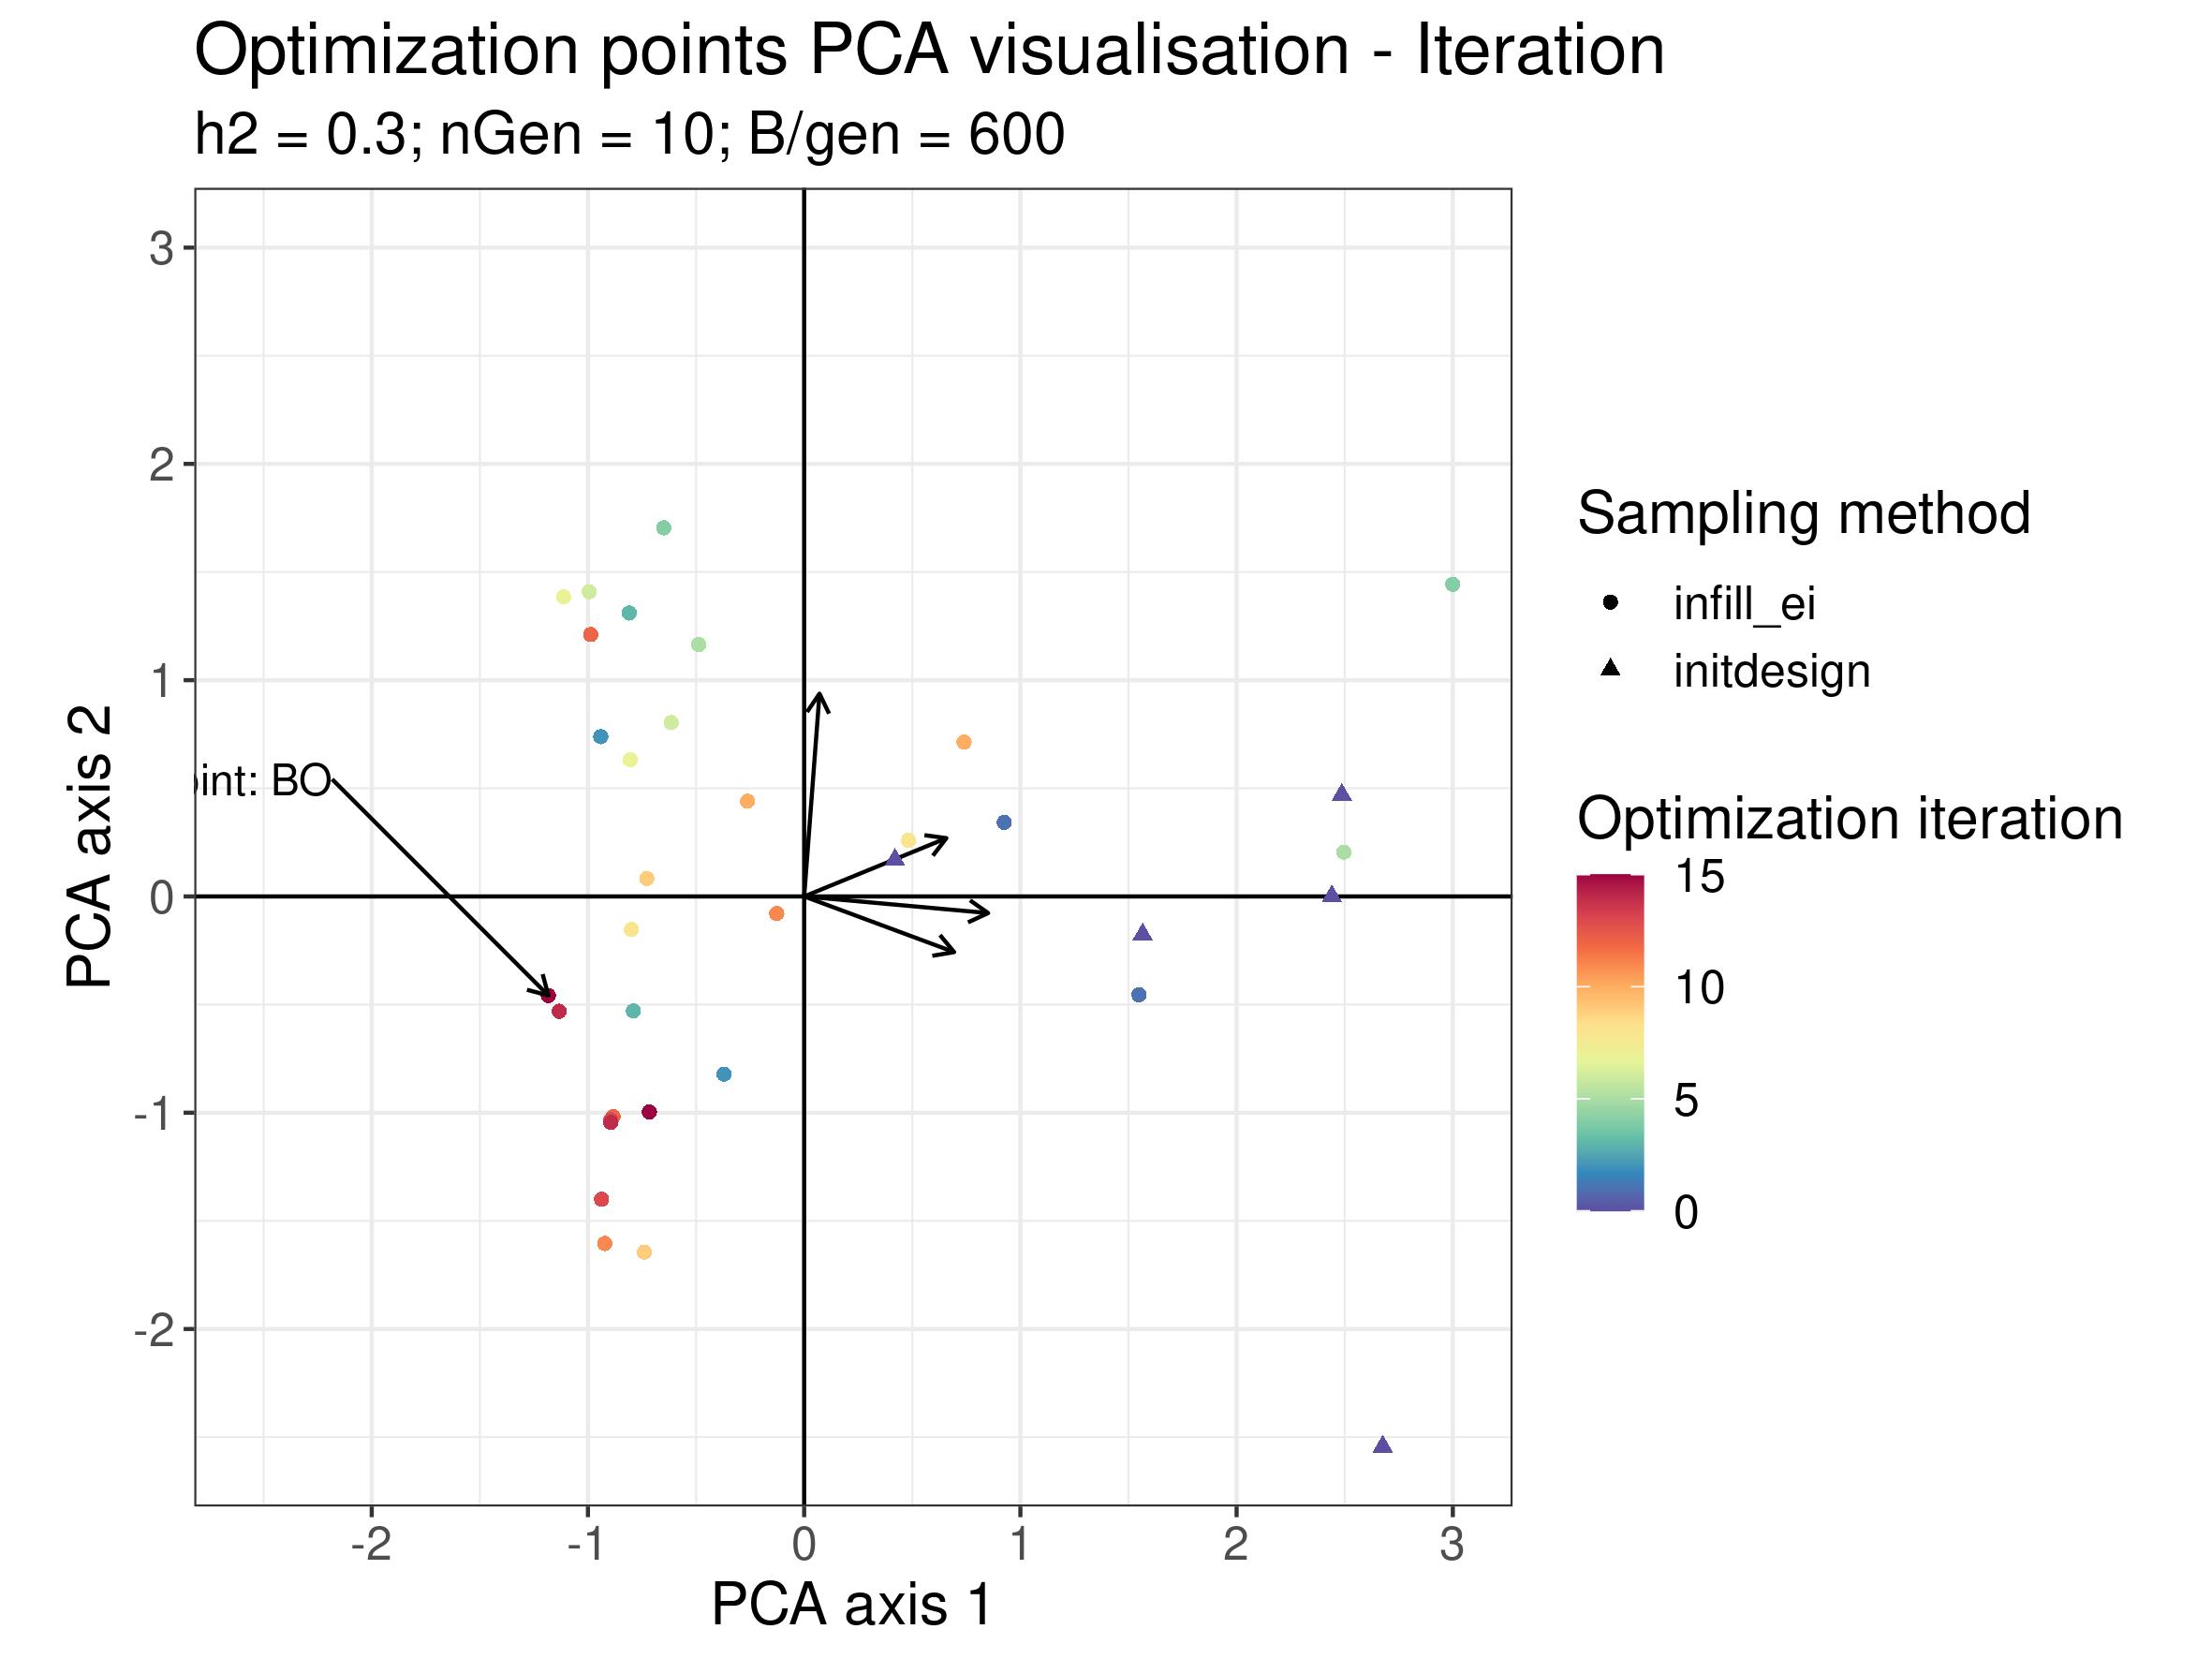 Optimization points PCA visualisation - Iteration
h2 = 0.3; nGen = 10; B/gen = 600
3
2
1
0
-1
-2
PCA axis 2
int: BO
-2
-1
0
1
2
3
PCA axis 1
Sampling method
infill_ei
initdesign
Optimization iteration
15
10
5
0